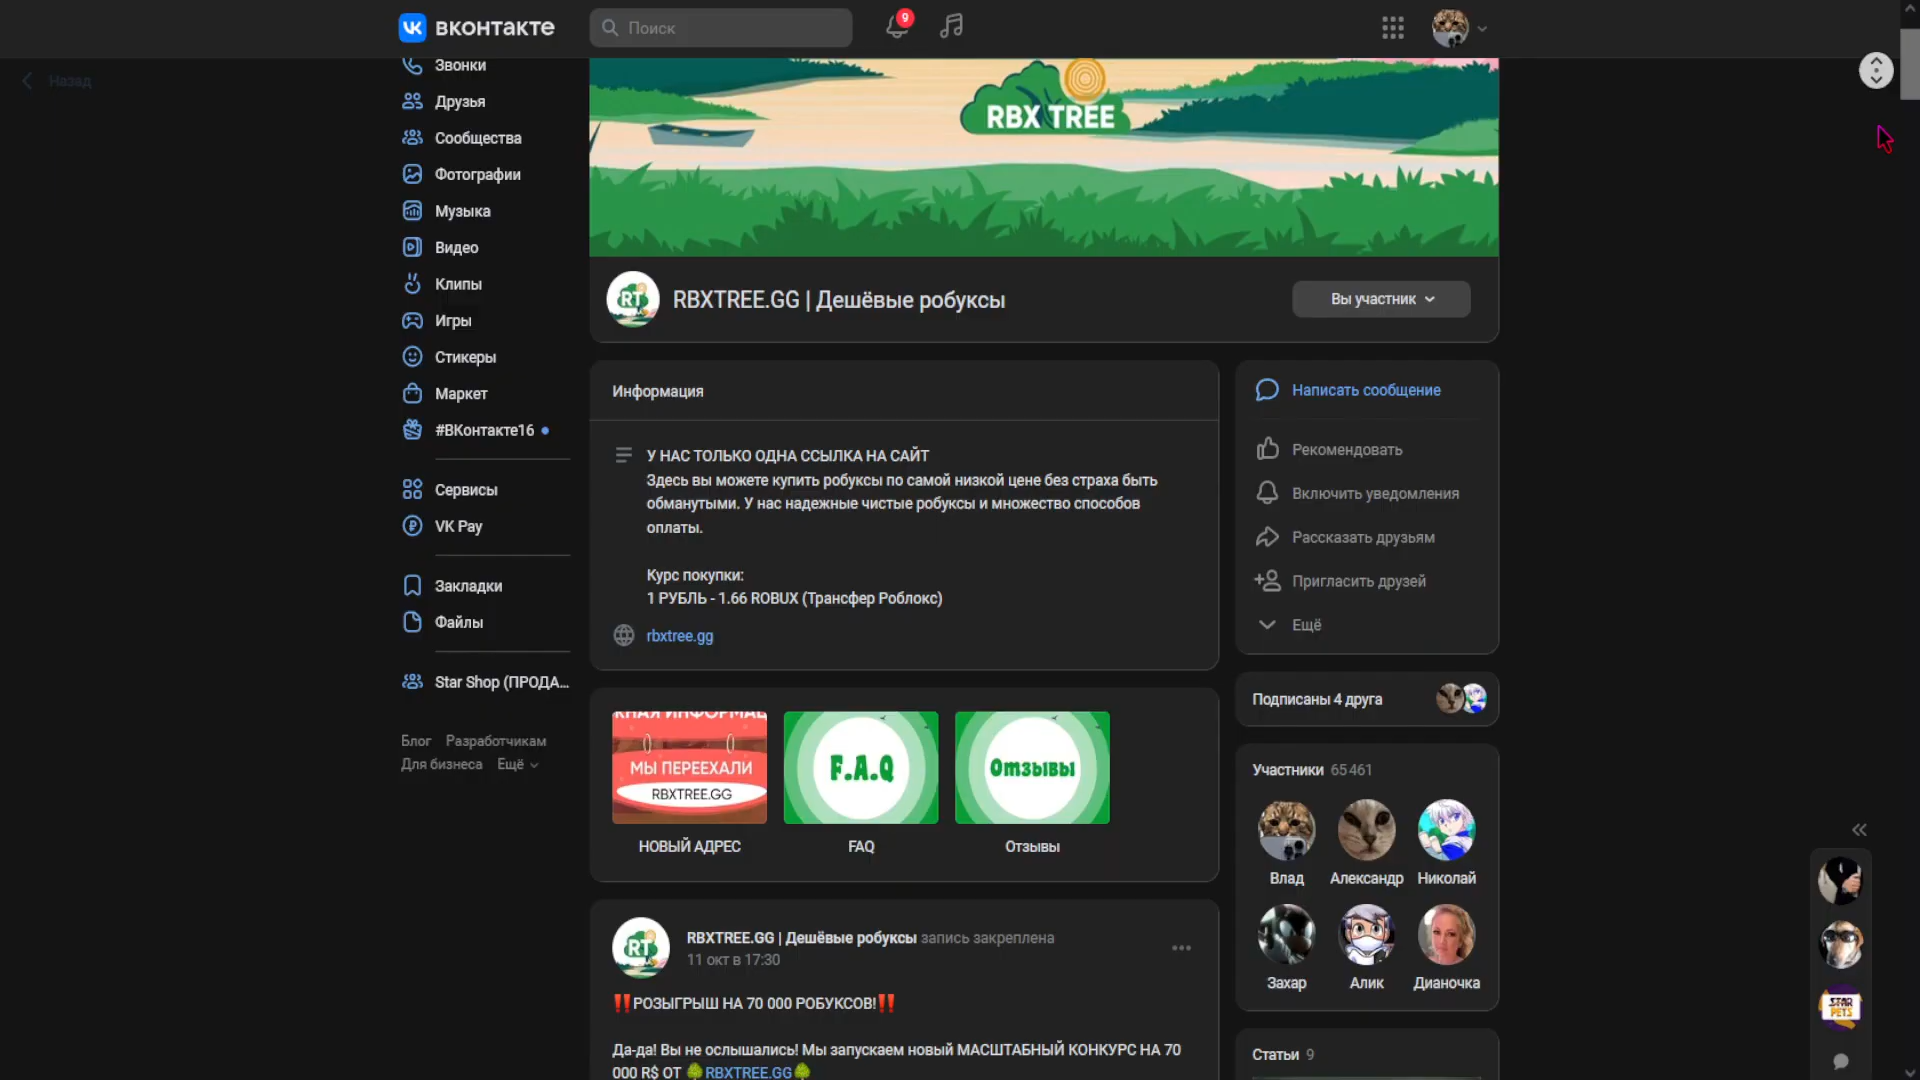 вконтакте
Поиск
9
Назад
Звонки
Друзья
Сообщества
Фотографии
Музыка
Видео
Клипы
Игры
Стикеры
Маркет
#ВКонтакте16
Сервисы
VK Pay
Закладки
Файлы
Star Shop (ПРОДА...
Блог Разработчикам
Для бизнеса Ещё
RBX TREE
RT
RBXTREE.GG | Дешёвые робуксы
Вы участник
Информация
У НАС ТОЛЬКО ОДНА ССЫЛКА НА САЙТ
Здесь вы можете купить робуксы по самой низкой цене без страха быть
обманутыми. У нас надежные чистые робуксы и множество способов
оплаты.
Курс покупки:
1 РУБЛЬ - 1.66 ROBUX (Трансфер Роблокс)
rbxtree.gg
МЫ ПЕРЕЕХАЛИ
RBXTREE.GG
НОВЫЙ АДРЕС
F.A.Q
FAQ
Отзывы
Отзывы
RT
RBXTREE.GG | Дешёвые робуксы запись закреплена
11 окт в 17:30
‼️РОЗЫГРЫШ НА 70 000 РОБУКСОВ!‼️
Да-да! Вы не ослышались! Мы запускаем новый МАСШТАБНЫЙ КОНКУРС НА 70
000 R$ ОТ 🌳RBXTREE.GG🌳
Написать сообщение
Рекомендовать
Включить уведомления
Рассказать друзьям
Пригласить друзей
Ещё
Подписаны 4 друга
Участники 65 461
Влад
Александр
Николай
Захар
Алик
Дианочка
Статьи 9
STAR
PETS